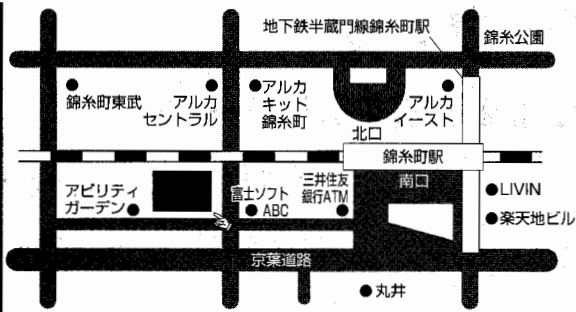 地下鉄半蔵門線錦糸町駅
錦糸公園
錦糸町東武
アルカ
セントラル
アルカ
キット
錦糸町
アルカ
イースト
北口
錦糸町駅
南口
アビリティ
ガーデン
富士ソフト
ABC
三井住友
銀行ATM
LIVIN
楽天地ビル
京葉道路
丸井